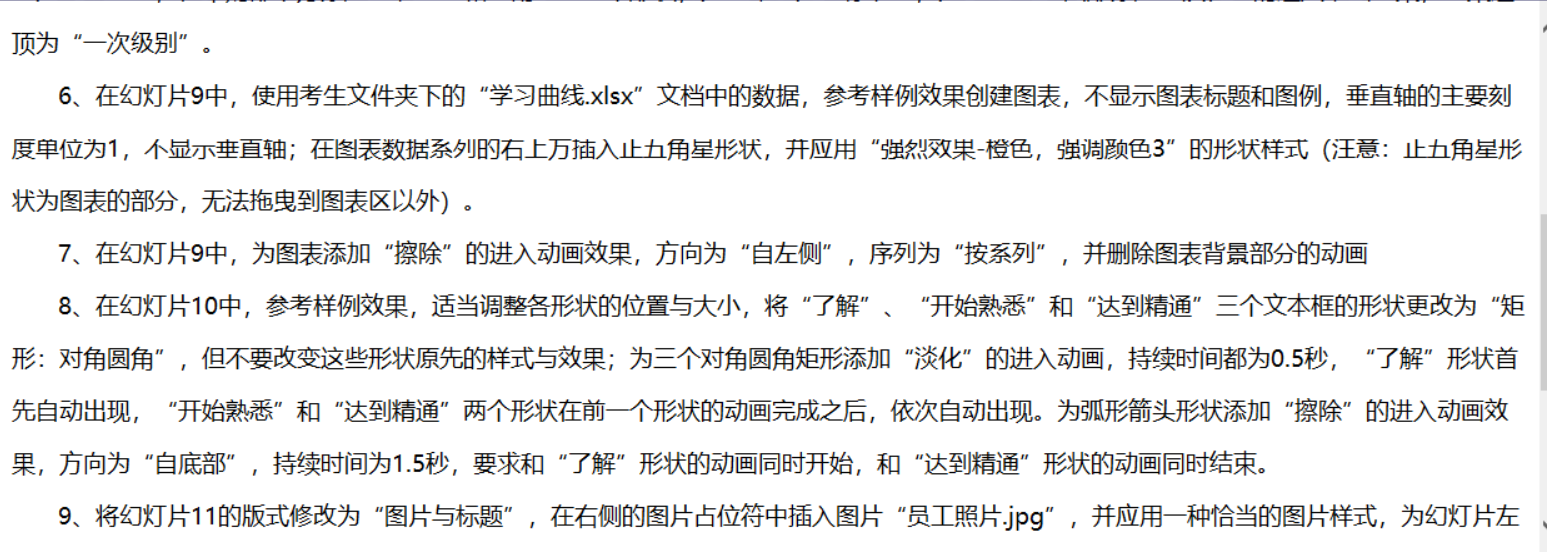 顶为“一次级别”。
6、在幻灯片9中，使用考生文件夹下的“学习曲线.xlsx”文档中的数据，参考样例效果创建图表，不显示图表标题和图例，垂直轴的主要刻
度单位为1，不显示垂直轴；在图表数据系列的右上方插入正五角星形状，并应用“强烈效果-橙色，强调颜色3”的形状样式（注意：正五角星形
状为图表的部分，无法拖曳到图表区以外）。
7、在幻灯片9中，为图表添加“擦除”的进入动画效果，方向为“自左侧”，序列为“按系列”，并删除图表背景部分的动画
8、在幻灯片10中，参考样例效果，适当调整各形状的位置与大小，将“了解”、“开始熟悉”和“达到精通”三个文本框的形状更改为“矩
形：对角圆角”，但不要改变这些形状原先的样式与效果；为三个对角圆角矩形添加“淡化”的进入动画，持续时间都为0.5秒，“了解”形状首
先自动出现，“开始熟悉”和“达到精通”两个形状在前一个形状的动画完成之后，依次自动出现。为弧形箭头形状添加“擦除”的进入动画效
果，方向为“自底部”，持续时间为1.5秒，要求和“了解”形状的动画同时开始，和“达到精通”形状的动画同时结束。
9、将幻灯片11的版式修改为“图片与标题”，在右侧的图片占位符中插入图片“员工照片.jpg”，并应用一种恰当的图片样式，为幻灯片左